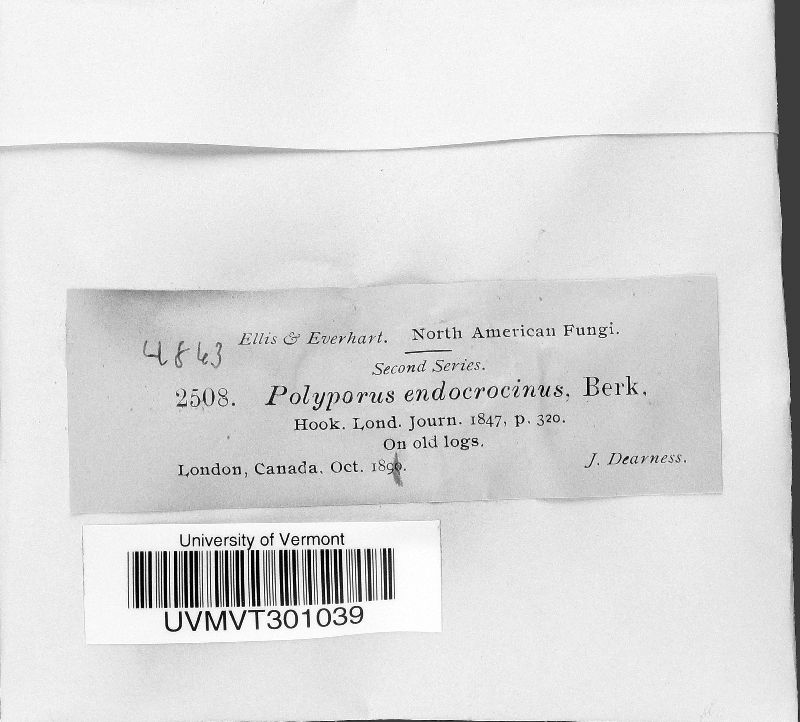 4843
Ellis & Everhart. North American Fungi.
Second Series.
2508. Polyporus endocrocinus, Berk,
Hook. Lond. Journ. 1847, p. 320.
On old logs.
London, Canada, Oct. 1890.
J. Dearness.
University of Vermont
UVMVT301039